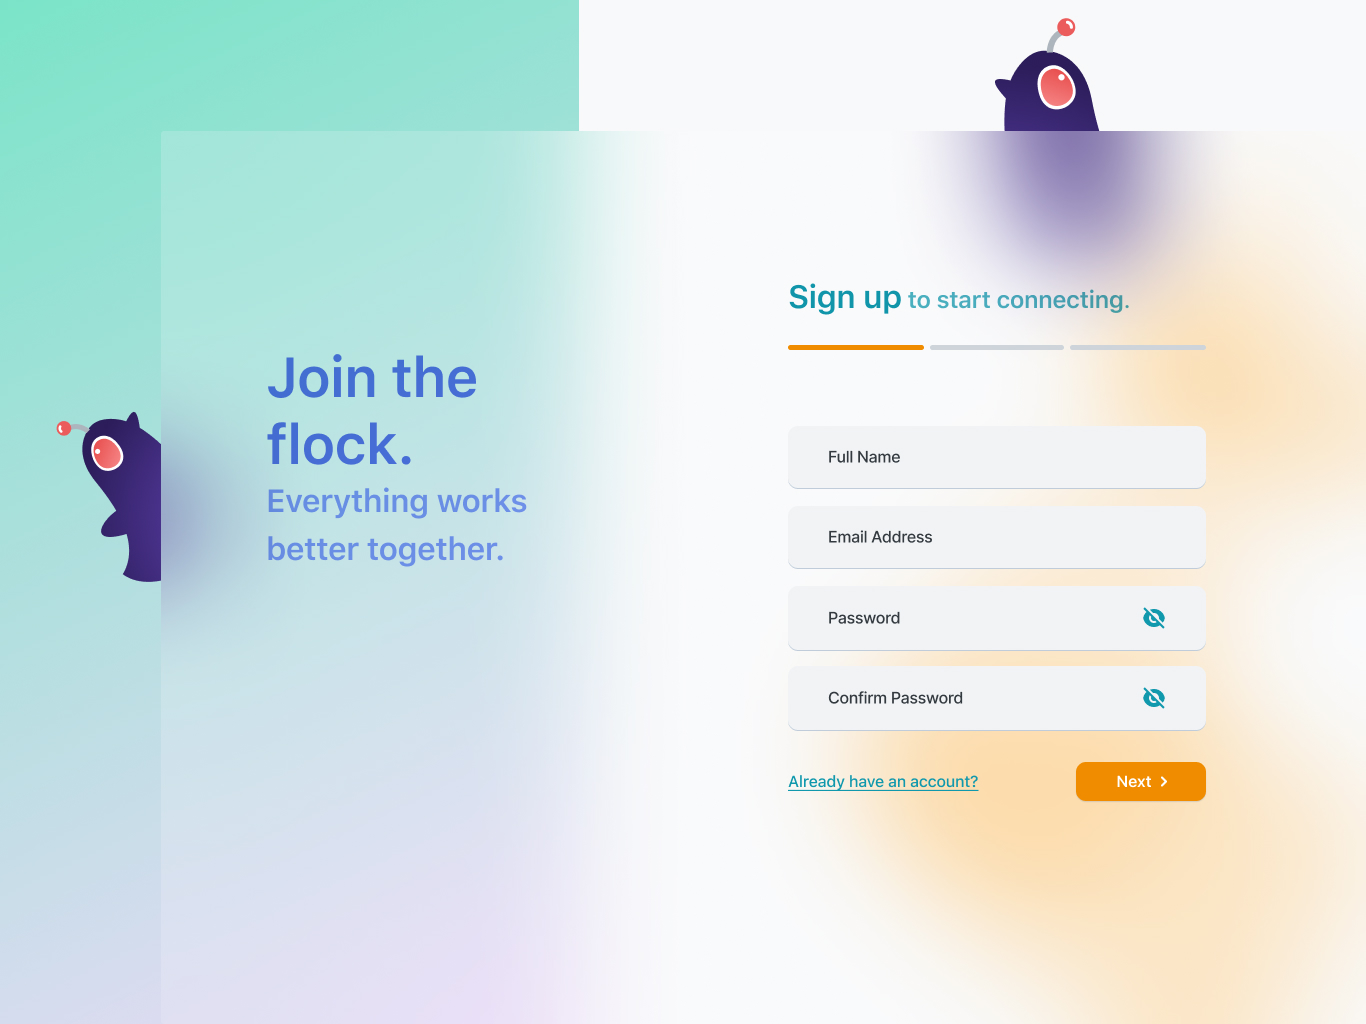 Join the
flock.
Everything works
better together.
Sign up to start connecting.
Full Name
Email Address
Password
Confirm Password
Already have an account?
Next